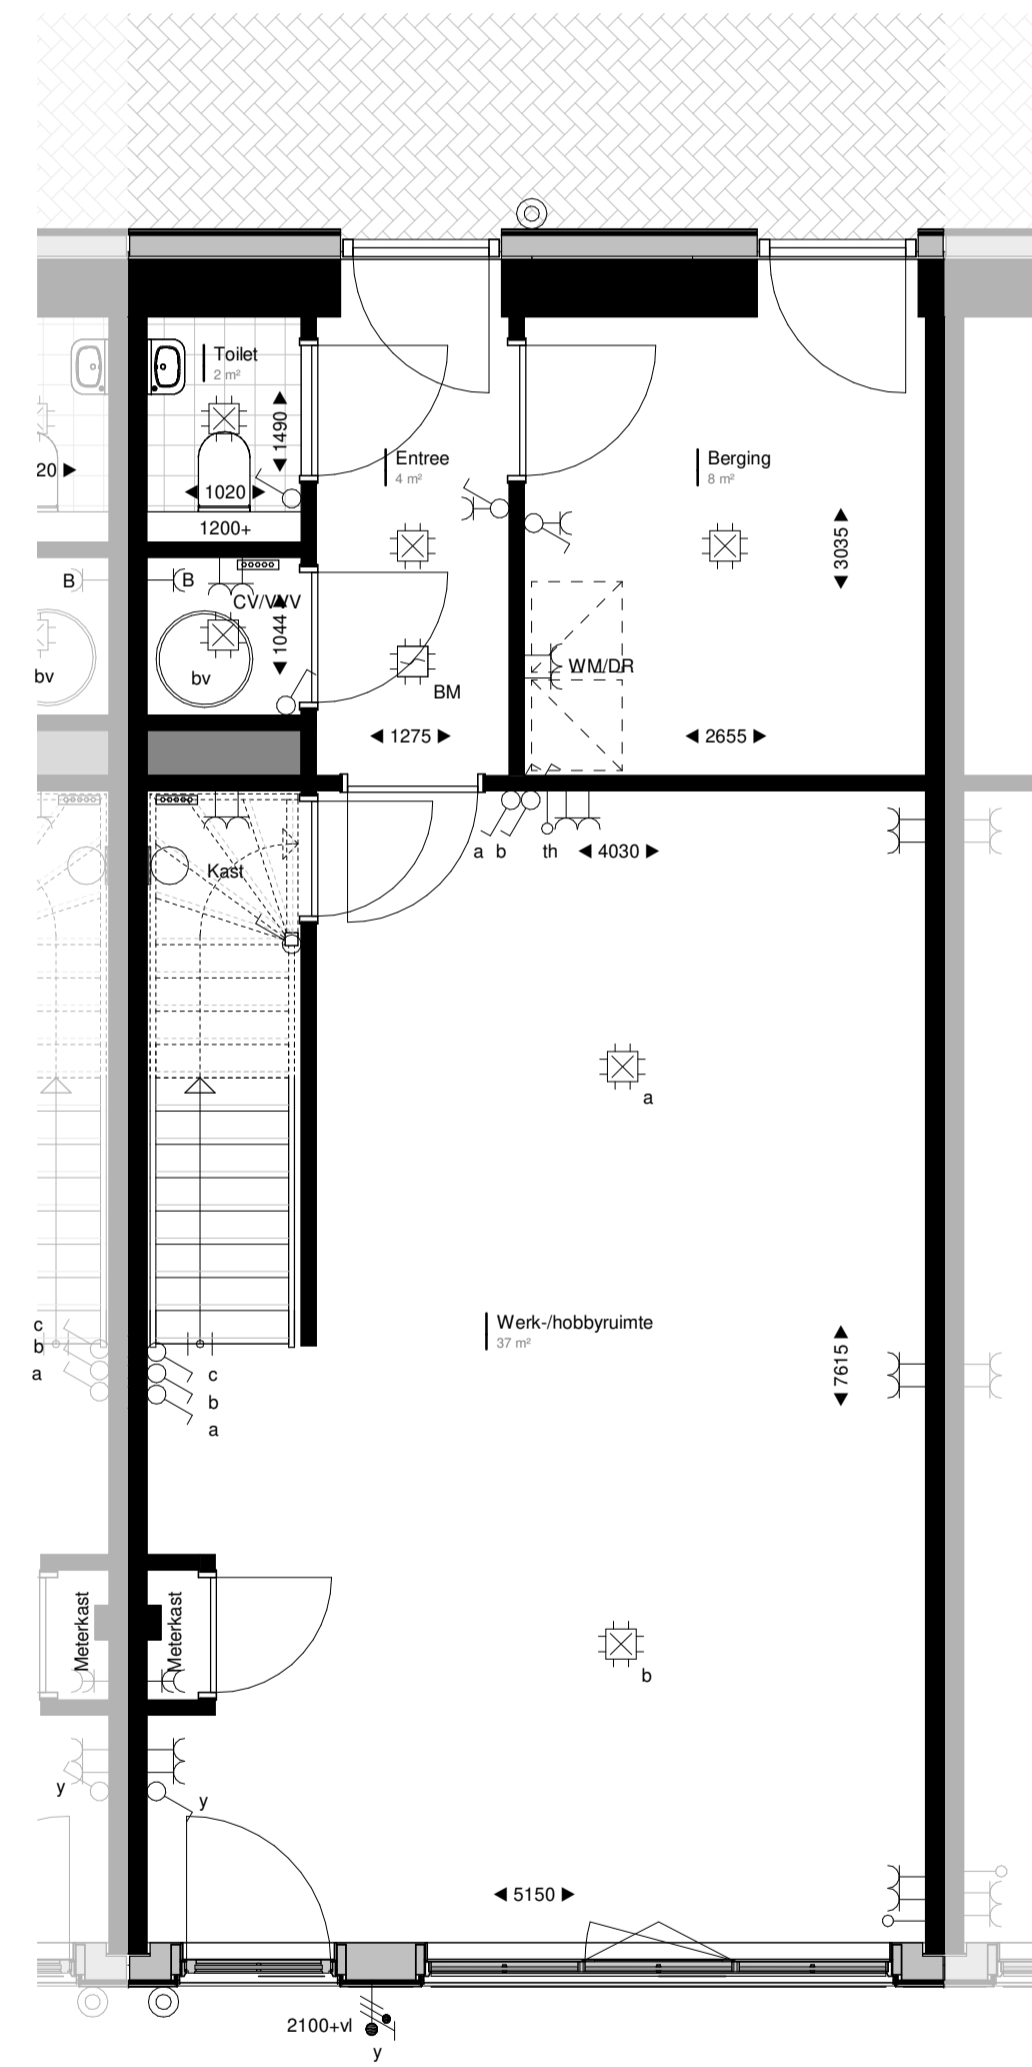 Toilet
2 m²
1490
Entree
4 m²
Berging
8 m²
20
1020
1200+
3035
B
B
CV/VWV
1044
bv
bv
WM/DR
BM
1275
2655
a
b
th
4030
Kast
a
Werk-/hobbyruimte
37 m²
7615
c
b
a
c
b
a
Meterkast
Meterkast
b
y
y
5150
2100+vl
y